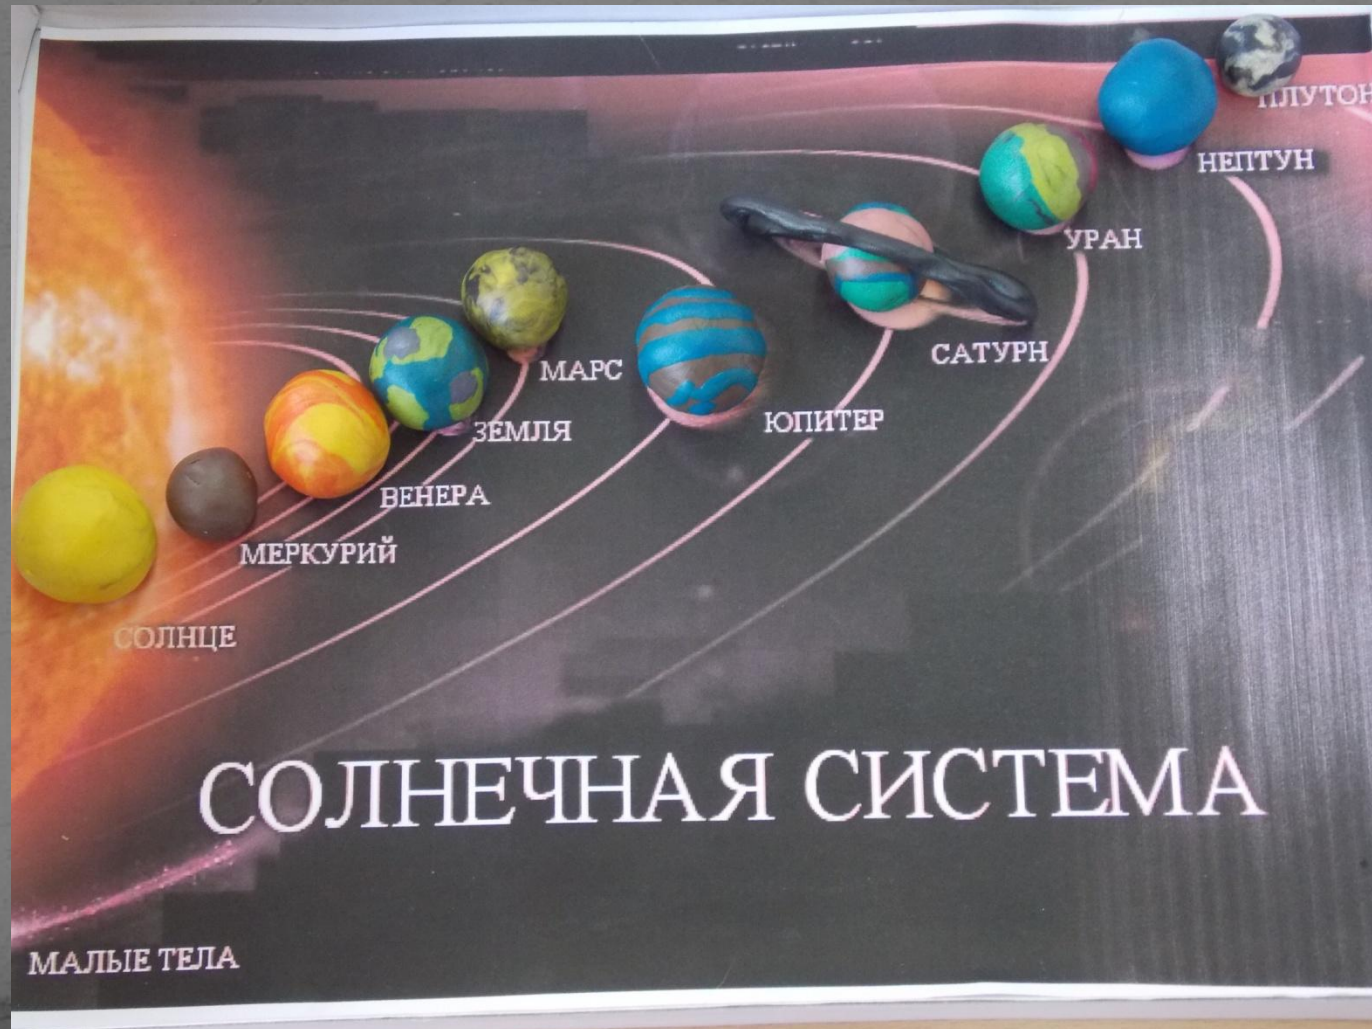 ПЛУТОН
НЕПТУН
УРАН
САТУРН
МАРС
ЮПИТЕР
ЗЕМЛЯ
ВЕНЕРА
МЕРКУРИЙ
СОЛНЦЕ
СОЛНЕЧНАЯ СИСТЕМА
МАЛЫЕ ТЕЛА